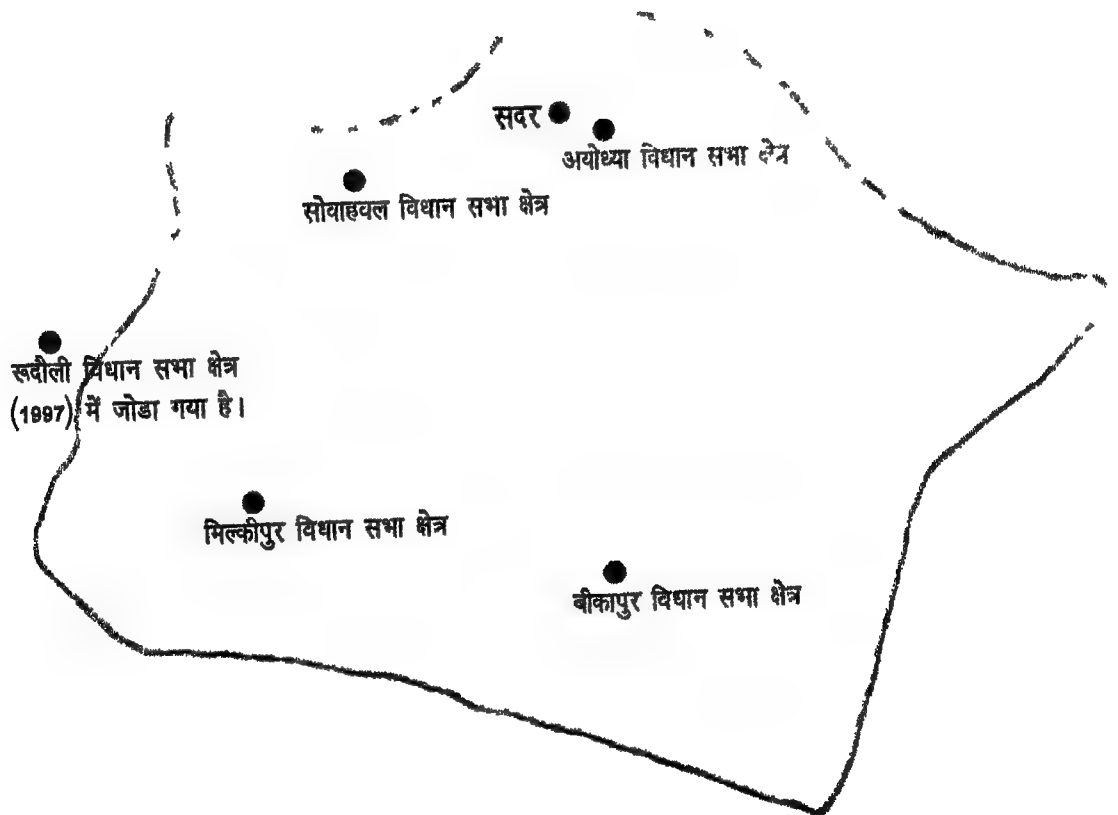 सदर
अयोध्या विधान सभा क्षेत्र
सोवाहवल विधान सभा क्षेत्र
रूदौली विधान सभा क्षेत्र
(1997) में जोडा गया है।
मिल्कीपुर विधान सभा क्षेत्र
बीकापुर विधान सभा क्षेत्र